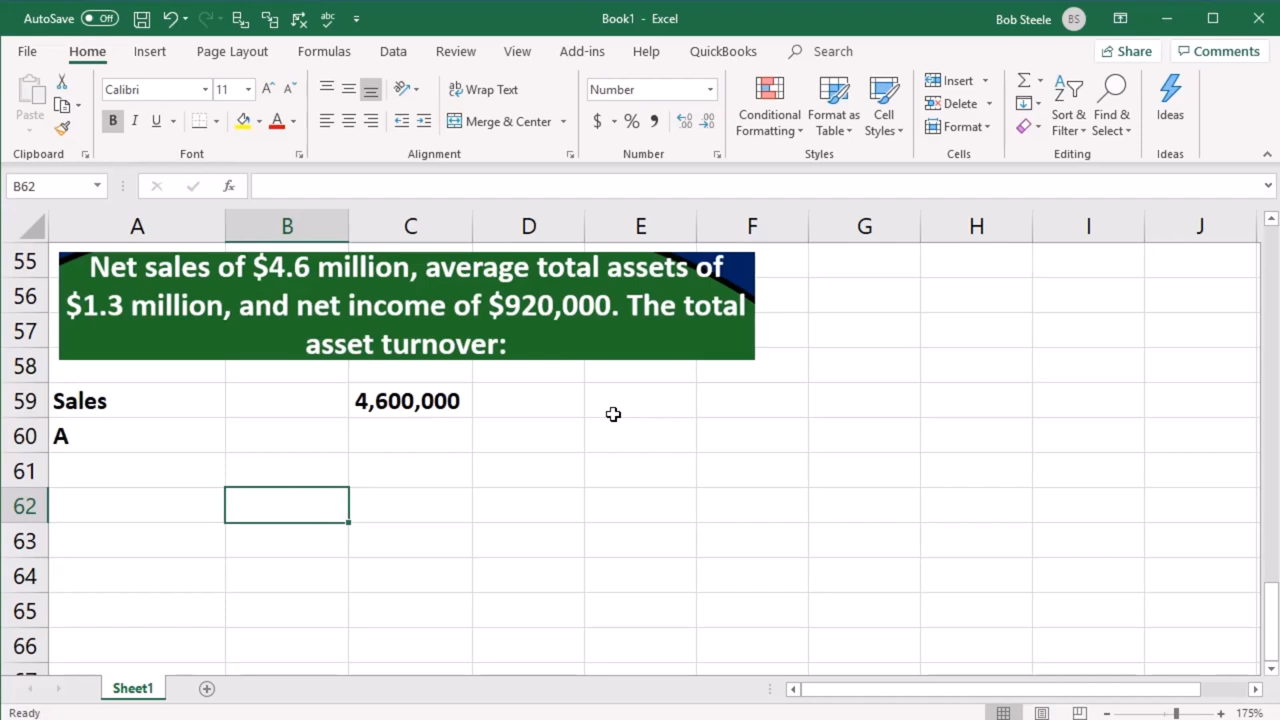 AutoSave Off
Book1 - Excel
Bob Steele BS
File Home Insert Page Layout Formulas Data Review View Add-ins Help QuickBooks Search Share Comments
Paste
Calibri 11
B I U
Wrap Text
Merge & Center
Number
$ %
Conditional Formatting
Format as Table
Cell Styles
Insert
Delete
Format
Sort & Filter
Find & Select
Ideas
Clipboard Font Alignment Number Styles Cells Editing Ideas
B62 fx
A B C D E F G H I J
55
56
57
58
Net sales of $4.6 million, average total assets of
$1.3 million, and net income of $920,000. The total
asset turnover:
59 Sales 4,600,000
60 A
61
62
63
64
65
66
Sheet1
Ready 175%